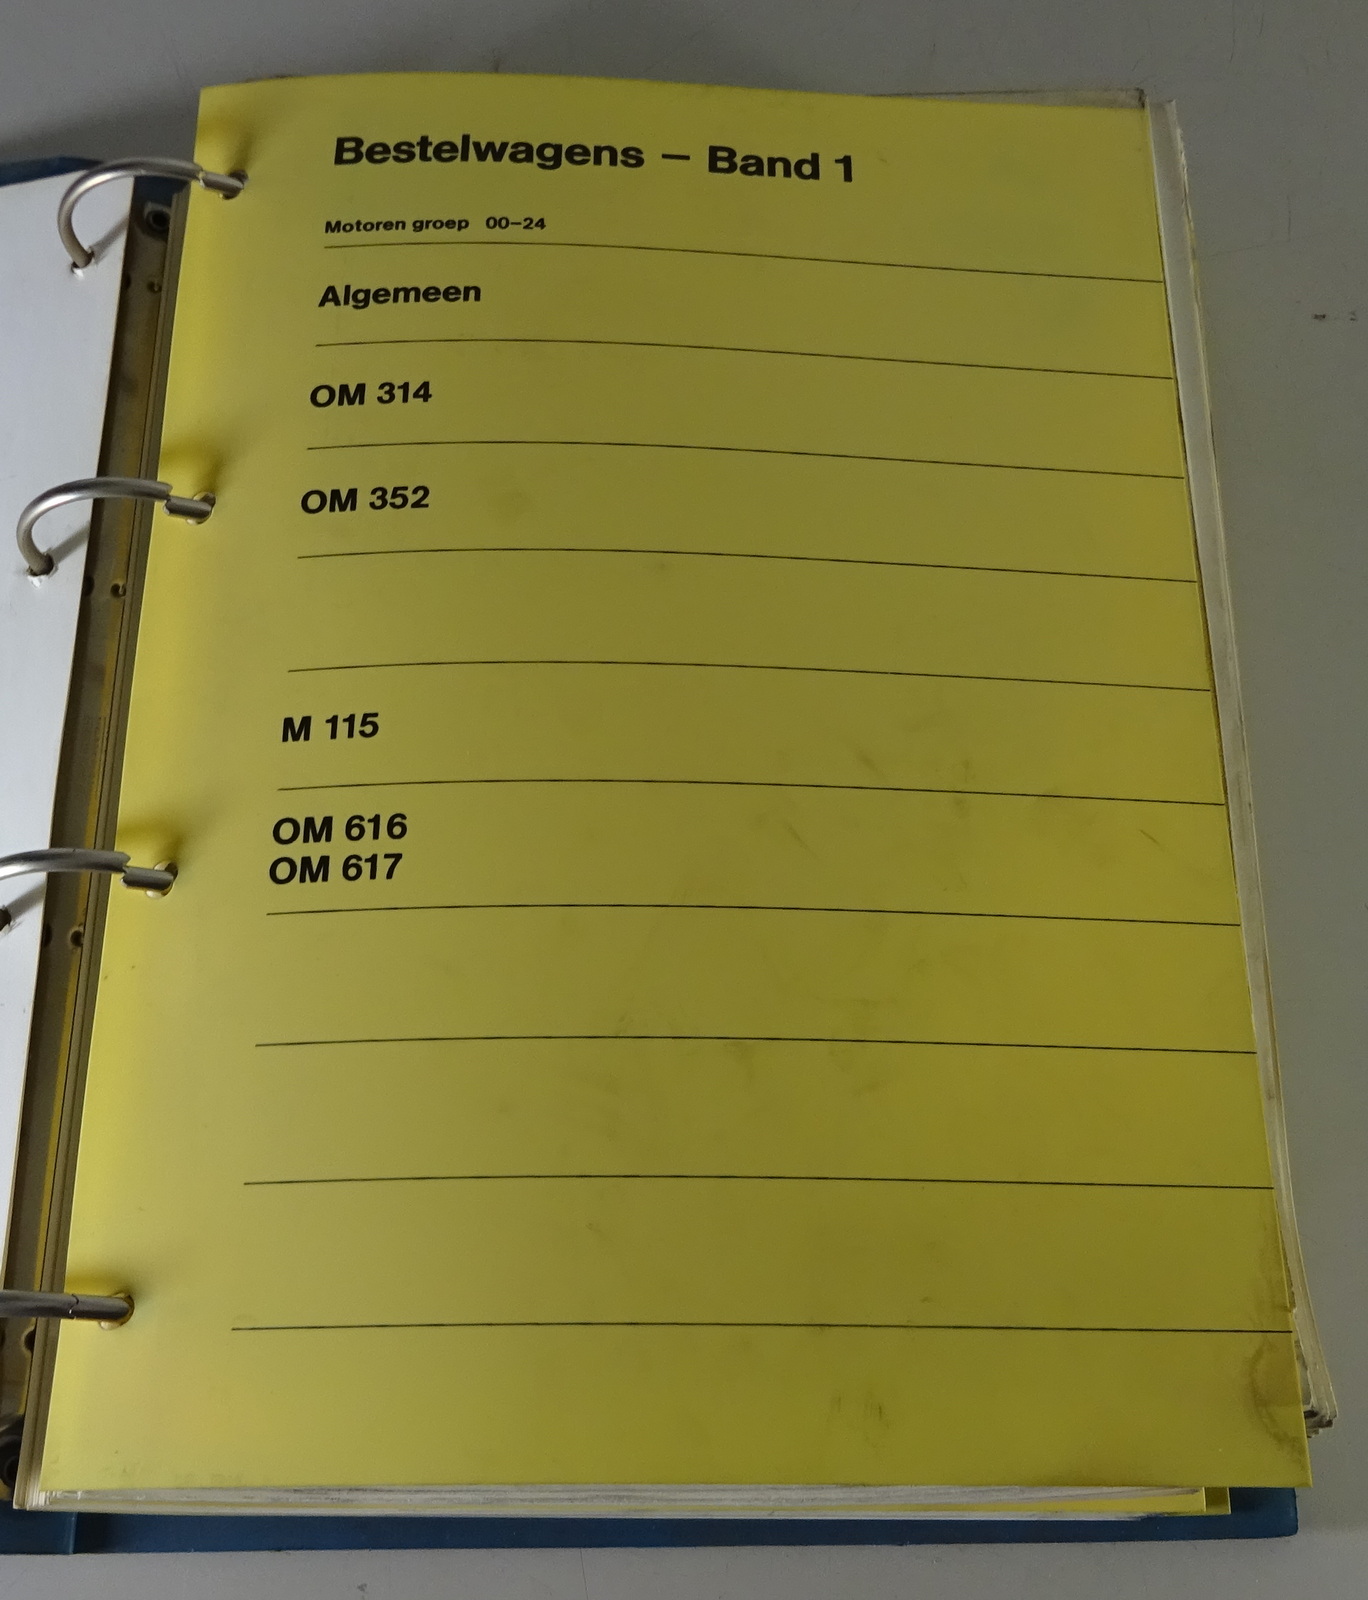 Bestelwagens – Band 1
Motoren groep 00–24
Algemeen
OM 314
OM 352
M 115
OM 616
OM 617